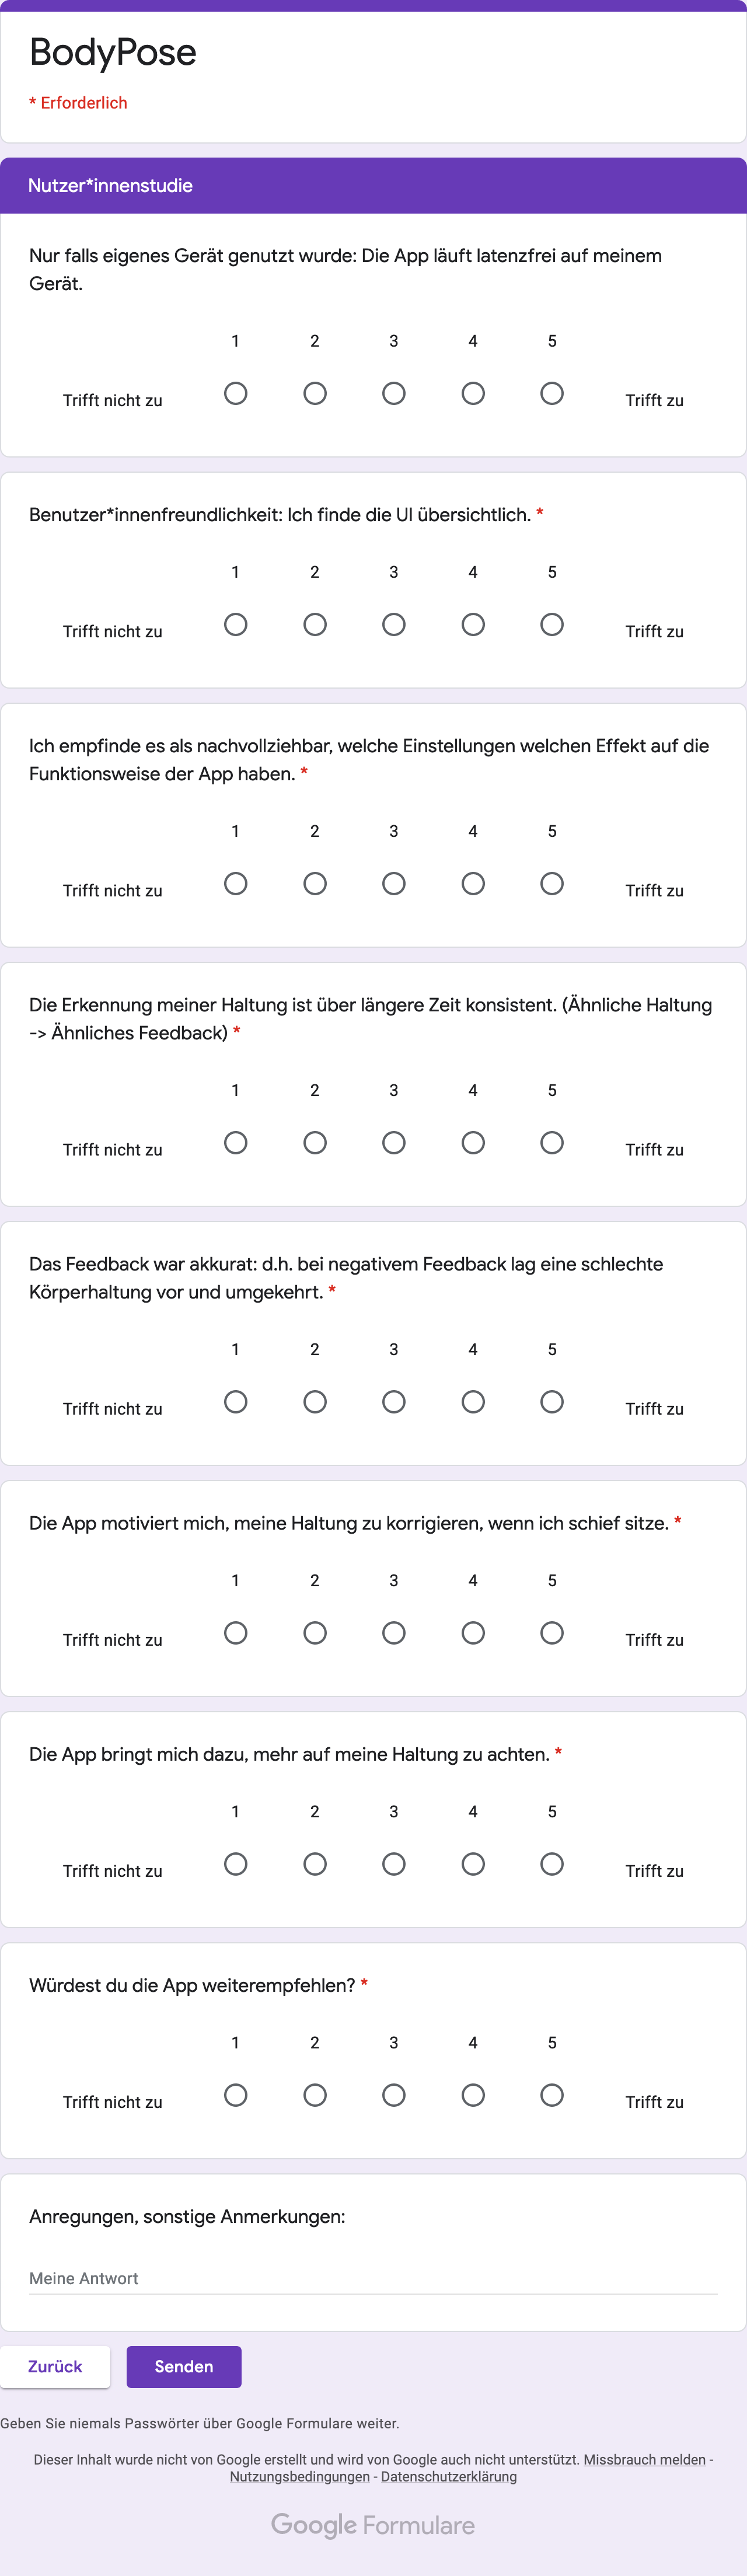 BodyPose
* Erforderlich
Nutzer*innenstudie
Nur falls eigenes Gerät genutzt wurde: Die App läuft latenzfrei auf meinem
Gerät.
1 2 3 4 5
Trifft nicht zu Trifft zu
Benutzer*innenfreundlichkeit: Ich finde die UI übersichtlich. *
1 2 3 4 5
Trifft nicht zu Trifft zu
Ich empfinde es als nachvollziehbar, welche Einstellungen welchen Effekt auf die
Funktionsweise der App haben. *
1 2 3 4 5
Trifft nicht zu Trifft zu
Die Erkennung meiner Haltung ist über längere Zeit konsistent. (Ähnliche Haltung
-> Ähnliches Feedback) *
1 2 3 4 5
Trifft nicht zu Trifft zu
Das Feedback war akkurat: d.h. bei negativem Feedback lag eine schlechte
Körperhaltung vor und umgekehrt. *
1 2 3 4 5
Trifft nicht zu Trifft zu
Die App motiviert mich, meine Haltung zu korrigieren, wenn ich schief sitze. *
1 2 3 4 5
Trifft nicht zu Trifft zu
Die App bringt mich dazu, mehr auf meine Haltung zu achten. *
1 2 3 4 5
Trifft nicht zu Trifft zu
Würdest du die App weiterempfehlen? *
1 2 3 4 5
Trifft nicht zu Trifft zu
Anregungen, sonstige Anmerkungen:
Meine Antwort
Zurück Senden
Geben Sie niemals Passwörter über Google Formulare weiter.
Dieser Inhalt wurde nicht von Google erstellt und wird von Google auch nicht unterstützt. Missbrauch melden -
Nutzungsbedingungen - Datenschutzerklärung
Google Formulare